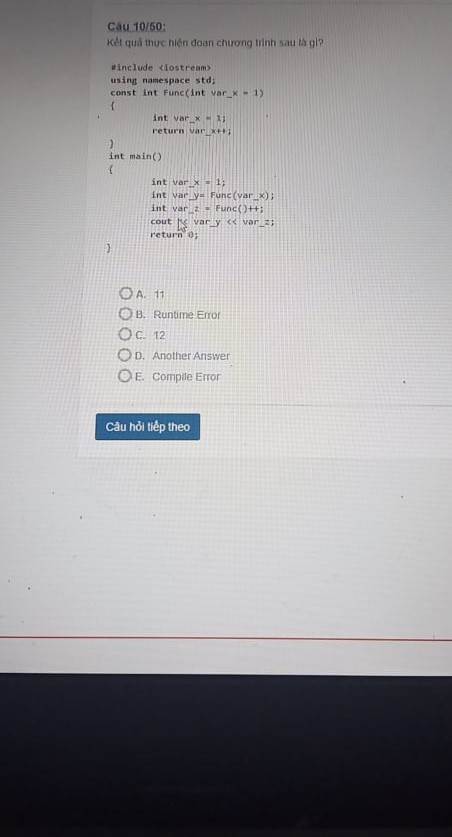 Câu 10/50:
Kết quả thực hiện đoạn chương trình sau là gì?
#include <iostream>
using namespace std;
const int Func(int var_x = 1)
{
int var_x = 1;
return var_x++;
}
int main()
{
int var_x = 1;
int var_y= Func(var_x);
int var_z = Func()++;
cout << var_y << var_z;
return 0;
}
A. 11
B. Runtime Error
C. 12
D. Another Answer
E. Compile Error
Câu hỏi tiếp theo